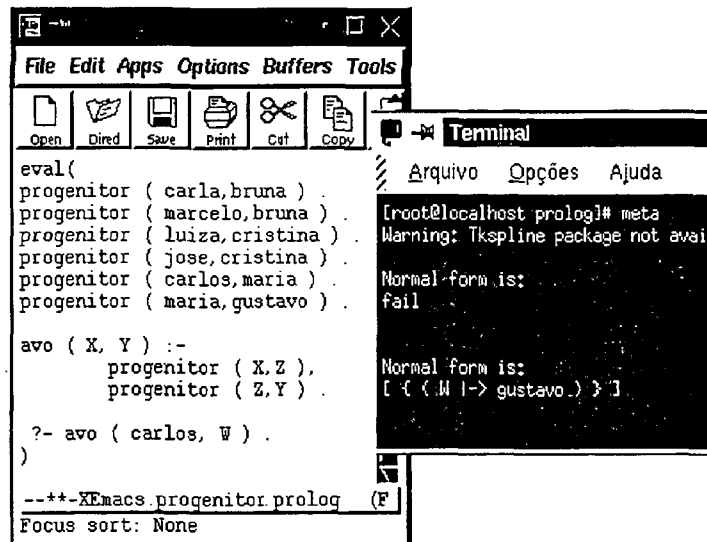 File Edit Apps Options Buffers Tools
Open Dired Save Print Cut Copy
eval(
progenitor ( carla,bruna ) .
progenitor ( marcelo,bruna ) .
progenitor ( luiza,cristina ) .
progenitor ( jose,cristina ) .
progenitor ( carlos,maria ) .
progenitor ( maria,gustavo ) .
avo ( X, Y ) :-
progenitor ( X,Z ),
progenitor ( Z,Y ) .
?- avo ( carlos, W ) .
)
--**-XEmacs: progenitor.prolog (F
Focus sort: None
Terminal
Arquivo Opções Ajuda
[root@localhost prolog]# meta
Warning: Tkspline package not avai
Normal form is:
fail
Normal form is:
[ { ( W |-> gustavo ) } ]